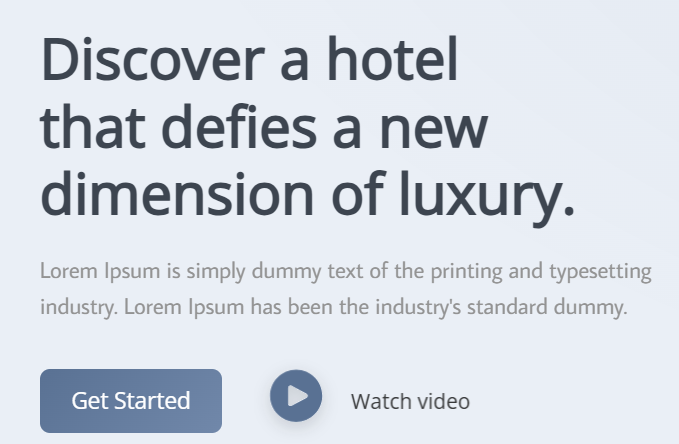 Discover a hotel
that defies a new
dimension of luxury.
Lorem Ipsum is simply dummy text of the printing and typesetting
industry. Lorem Ipsum has been the industry's standard dummy.
Get Started
Watch video